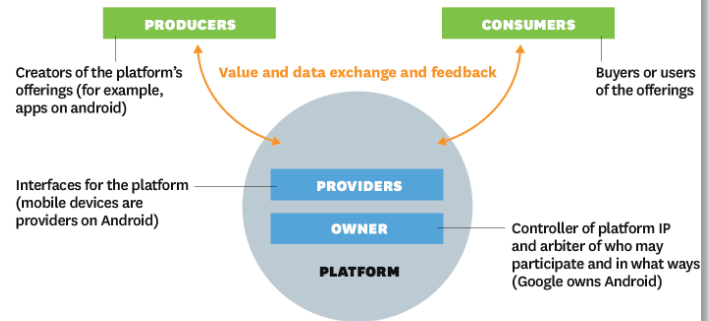 PRODUCERS
CONSUMERS
Creators of the platform's
offerings (for example,
apps on android)
Value and data exchange and feedback
Buyers or users
of the offerings
Interfaces for the platform
(mobile devices are
providers on Android)
PROVIDERS
OWNER
PLATFORM
Controller of platform IP
and arbiter of who may
participate and in what ways
(Google owns Android)